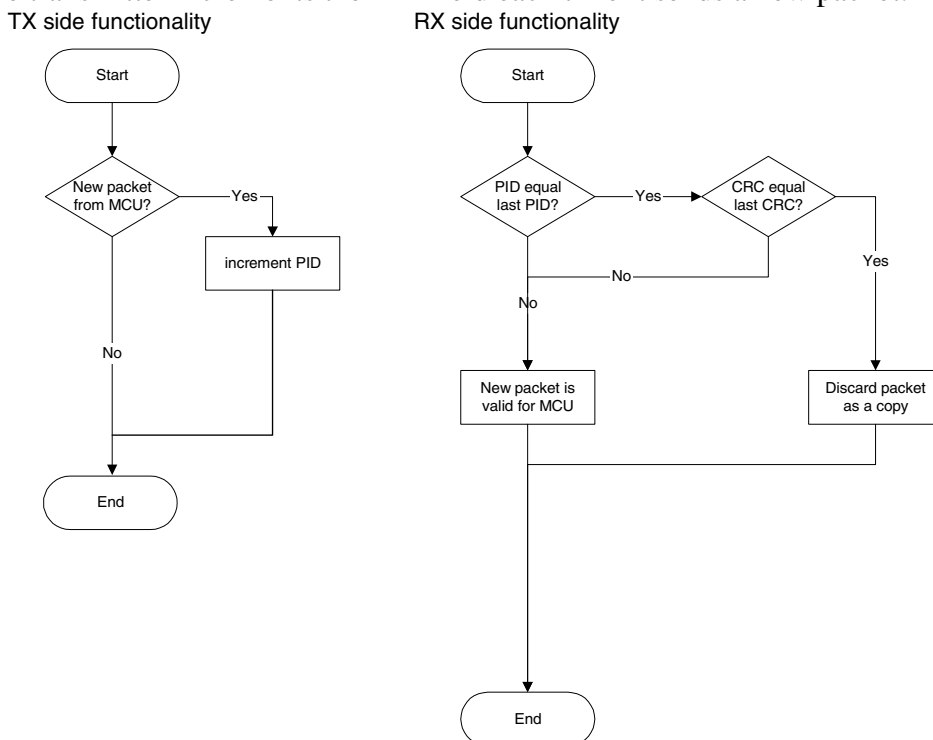 TX side functionality
RX side functionality
Start
New packet
from MCU?
Yes
increment PID
No
End
Start
PID equal
last PID?
Yes
CRC equal
last CRC?
No
Yes
No
New packet is
valid for MCU
Discard packet
as a copy
End